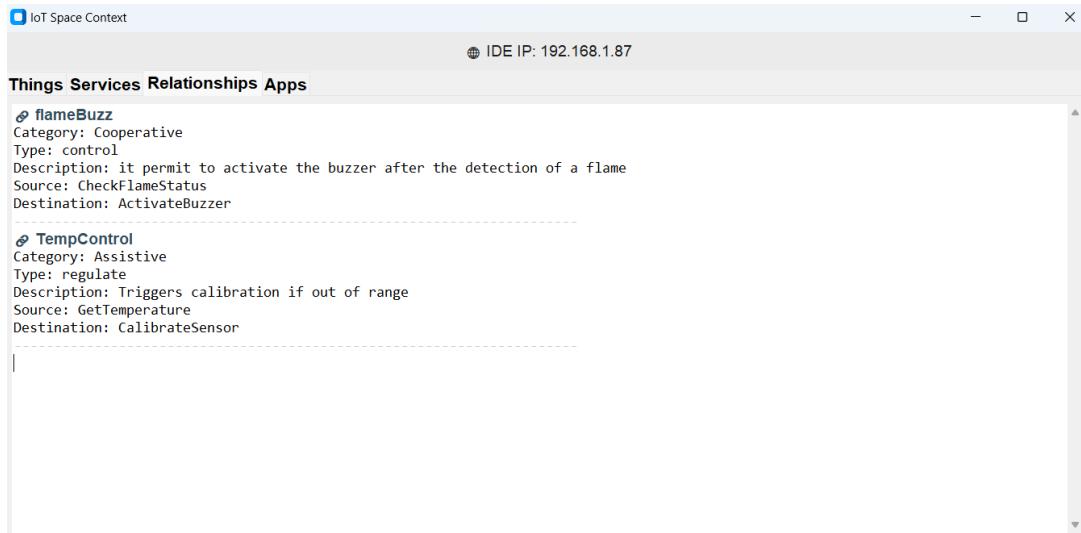 IoT Space Context
IDE IP: 192.168.1.87
Things Services Relationships Apps
flameBuzz
Category: Cooperative
Type: control
Description: it permit to activate the buzzer after the detection of a flame
Source: CheckFlameStatus
Destination: ActivateBuzzer
------------------------------------------------------------
TempControl
Category: Assistive
Type: regulate
Description: Triggers calibration if out of range
Source: GetTemperature
Destination: CalibrateSensor
------------------------------------------------------------